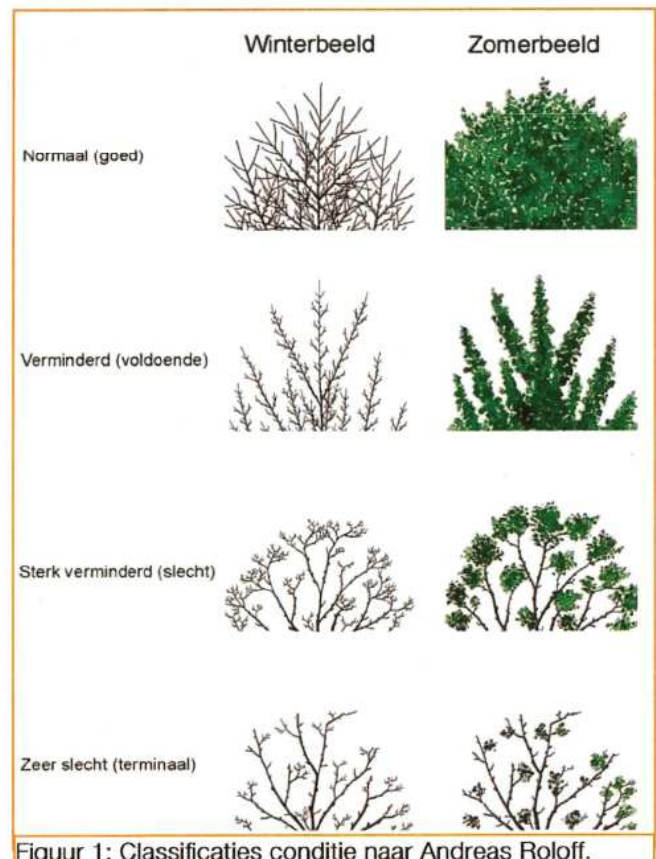 Winterbeeld Zomerbeeld
Normaal (goed)
Verminderd (voldoende)
Sterk verminderd (slecht)
Zeer slecht (terminaal)
Figuur 1: Classificaties conditie naar Andreas Roloff.